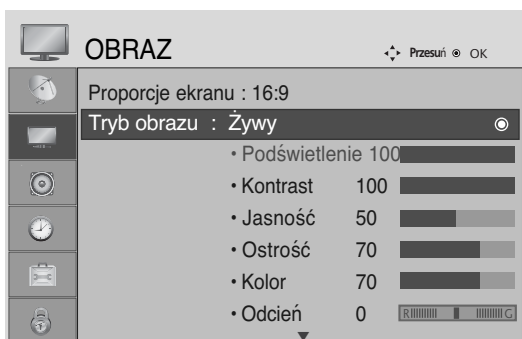 OBRAZ Przesuń OK
Proporcje ekranu : 16:9
Tryb obrazu : Żywy
• Podświetlenie 100
• Kontrast 100
• Jasność 50
• Ostrość 70
• Kolor 70
• Odcień 0 R G